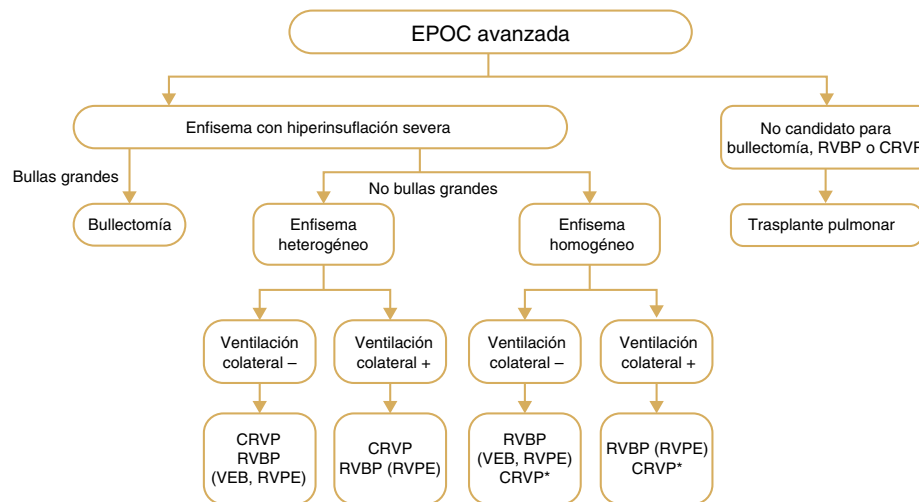 EPOC avanzada
Enfisema con hiperinsuflación severa
No candidato para
bullectomía, RVBP o CRVP
Bullas grandes
No bullas grandes
Bullectomía
Enfisema
heterogéneo
Enfisema
homogéneo
Trasplante pulmonar
Ventilación
colateral –
Ventilación
colateral +
Ventilación
colateral –
Ventilación
colateral +
CRVP
RVBP
(VEB, RVPE)
CRVP
RVBP (RVPE)
RVBP
(VEB, RVPE)
CRVP*
RVBP (RVPE)
CRVP*